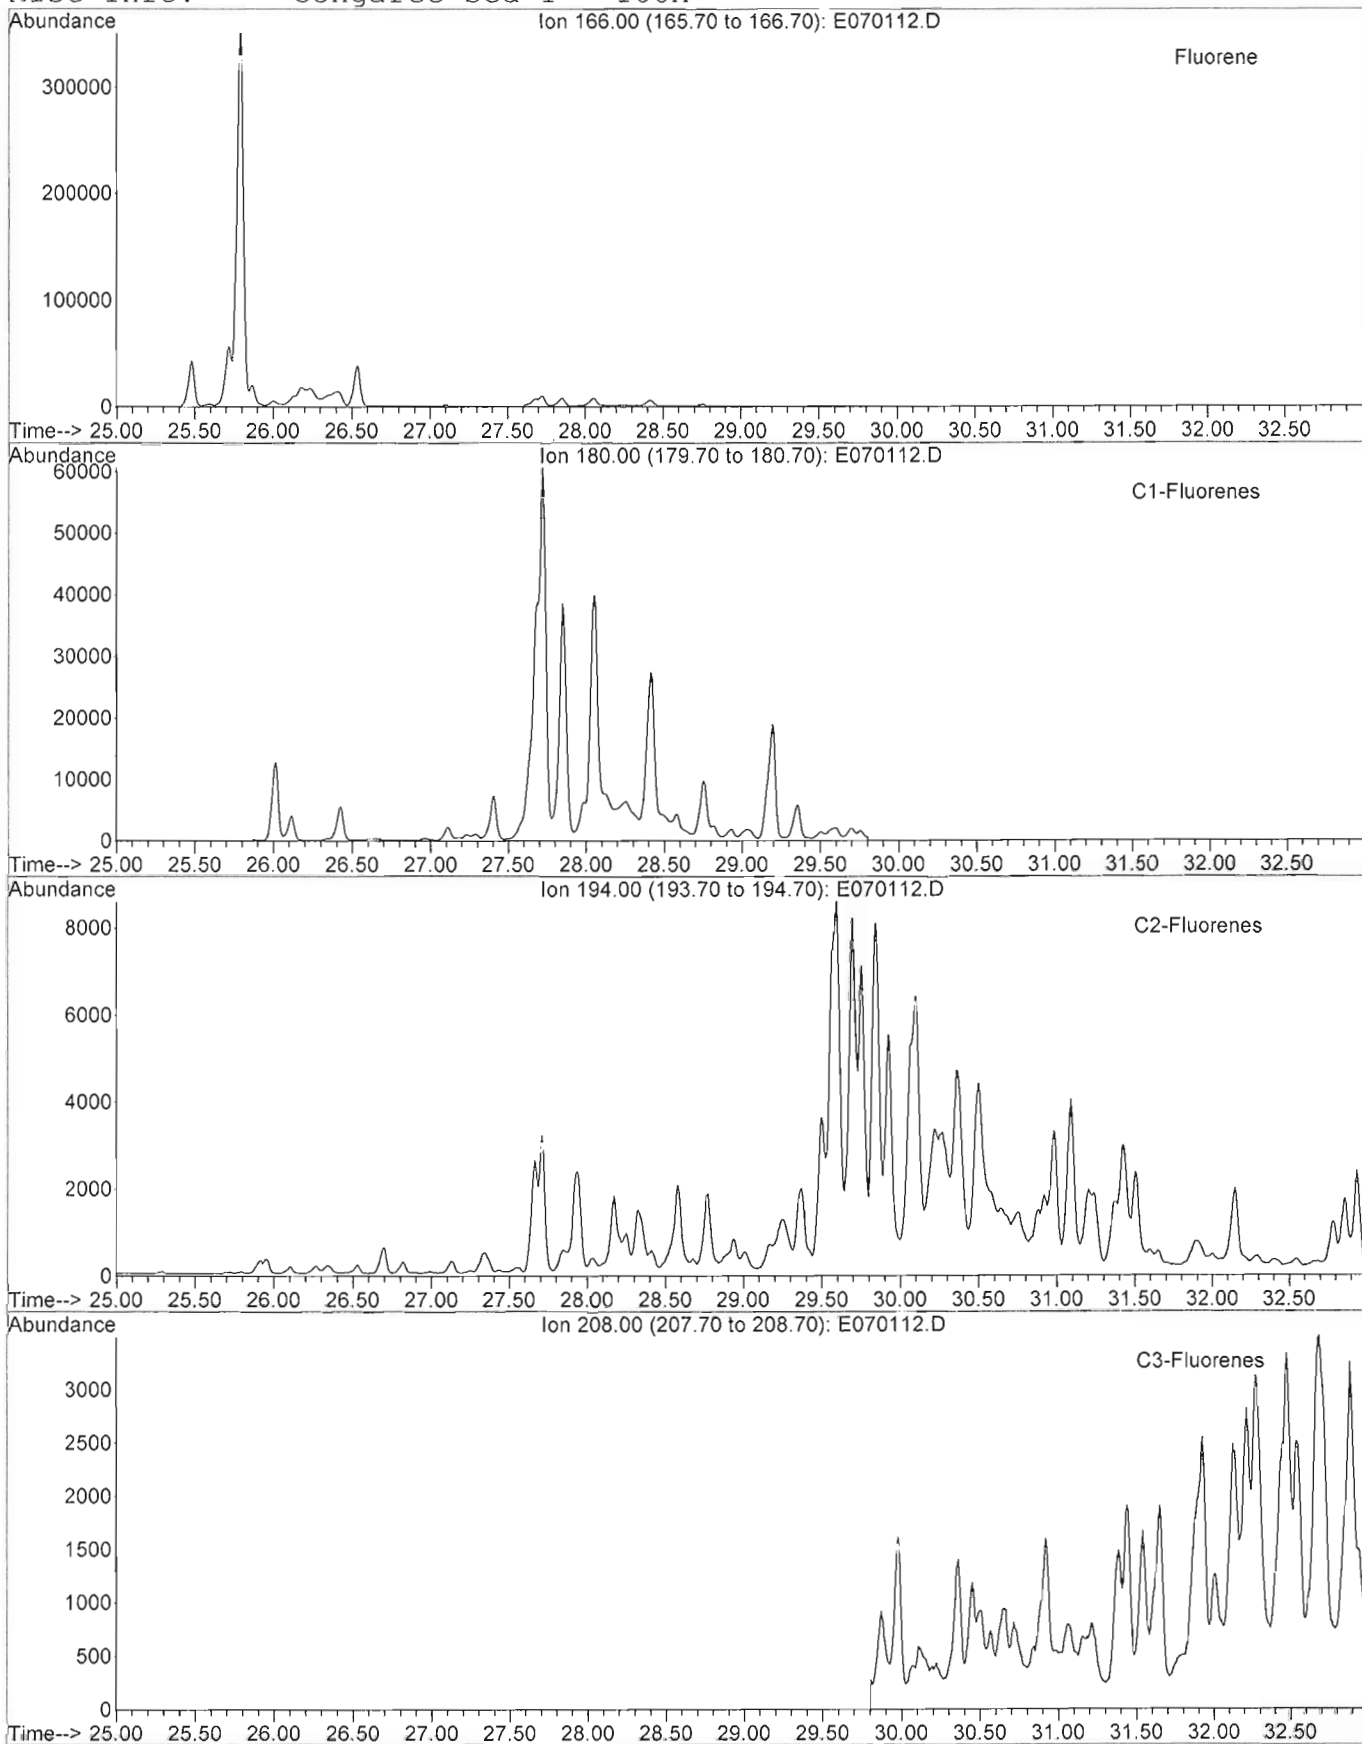 Abundance Ion 166.00 (165.70 to 166.70): E070112.D
Fluorene
300000
200000
100000
0
Time--> 25.00 25.50 26.00 26.50 27.00 27.50 28.00 28.50 29.00 29.50 30.00 30.50 31.00 31.50 32.00 32.50
Abundance Ion 180.00 (179.70 to 180.70): E070112.D
60000
C1-Fluorenes
50000
40000
30000
20000
10000
0
Time--> 25.00 25.50 26.00 26.50 27.00 27.50 28.00 28.50 29.00 29.50 30.00 30.50 31.00 31.50 32.00 32.50
Abundance Ion 194.00 (193.70 to 194.70): E070112.D
C2-Fluorenes
8000
6000
4000
2000
0
Time--> 25.00 25.50 26.00 26.50 27.00 27.50 28.00 28.50 29.00 29.50 30.00 30.50 31.00 31.50 32.00 32.50
Abundance Ion 208.00 (207.70 to 208.70): E070112.D
C3-Fluorenes
3000
2500
2000
1500
1000
500
0
Time--> 25.00 25.50 26.00 26.50 27.00 27.50 28.00 28.50 29.00 29.50 30.00 30.50 31.00 31.50 32.00 32.50